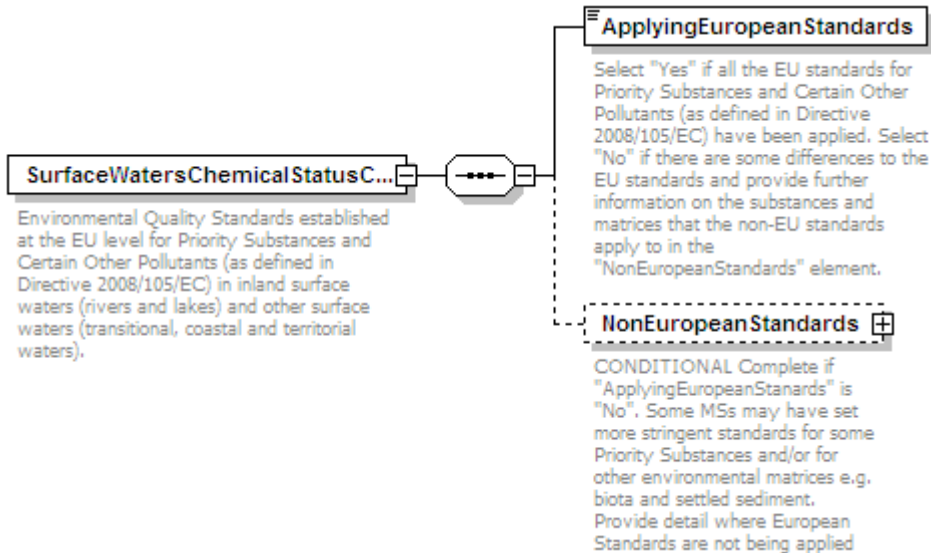 SurfaceWatersChemicalStatusC...
Environmental Quality Standards established
at the EU level for Priority Substances and
Certain Other Pollutants (as defined in
Directive 2008/105/EC) in inland surface
waters (rivers and lakes) and other surface
waters (transitional, coastal and territorial
waters).
ApplyingEuropeanStandards
Select "Yes" if all the EU standards for
Priority Substances and Certain Other
Pollutants (as defined in Directive
2008/105/EC) have been applied. Select
"No" if there are some differences to the
EU standards and provide further
information on the substances and
matrices that the non-EU standards
apply to in the
"NonEuropeanStandards" element.
NonEuropeanStandards
CONDITIONAL Complete if
"ApplyingEuropeanStanards" is
"No". Some MSs may have set
more stringent standards for some
Priority Substances and/or for
other environmental matrices e.g.
biota and settled sediment.
Provide detail where European
Standards are not being applied